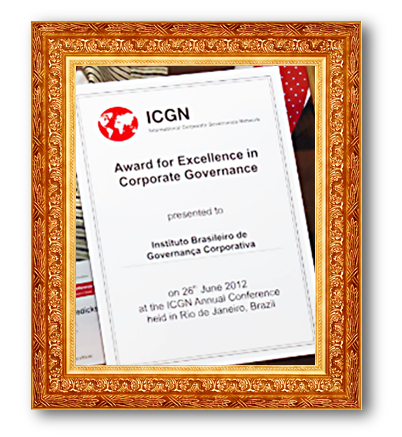 ICGN
International Corporate Governance Network
Award for Excellence in
Corporate Governance
presented to
Instituto Brasileiro de
Governança Corporativa
on 26th June 2012
at the ICGN Annual Conference
held in Rio de Janeiro, Brazil